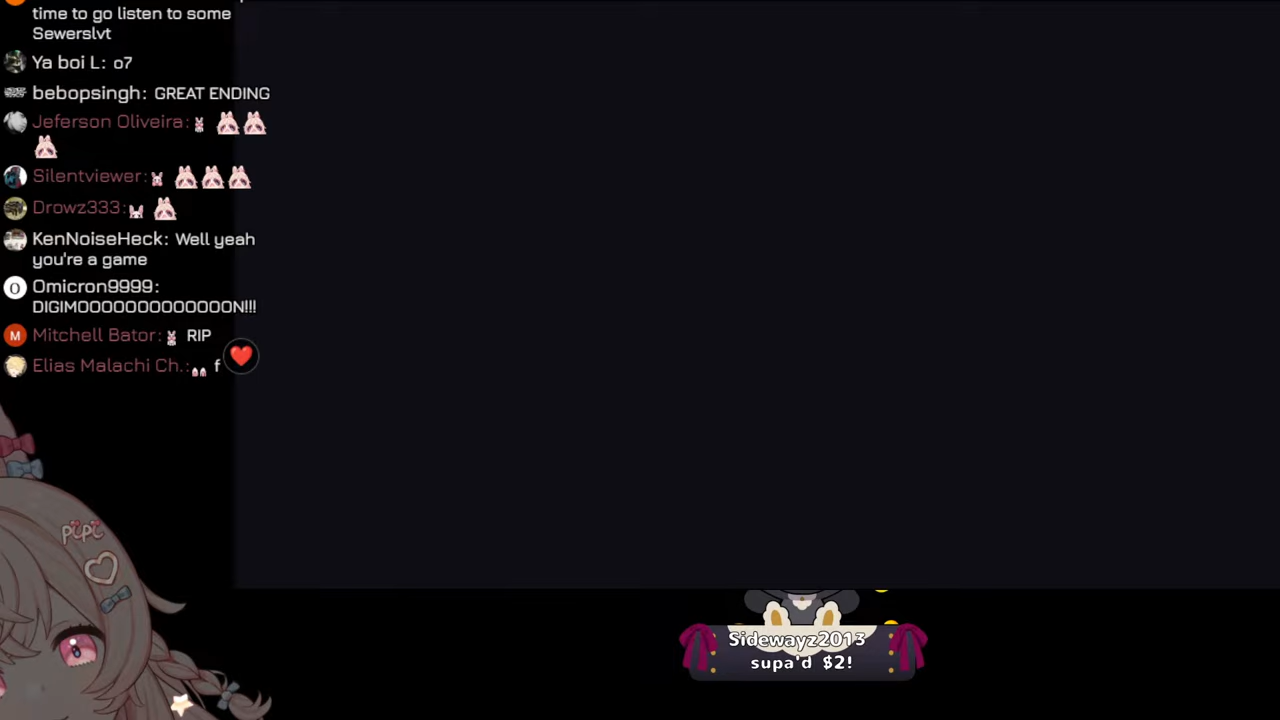 time to go listen to some
Sewerslvt
Ya boi L: o7
bebopsingh: GREAT ENDING
Jeferson Oliveira:
Silentviewer:
Drowz333:
KenNoiseHeck: Well yeah
you're a game
O Omicron9999:
DIGIMOOOOOOOOOOOOON!!!
M Mitchell Bator: RIP
Elias Malachi Ch.: f
pipi
Sidewayz2013
supa'd $2!